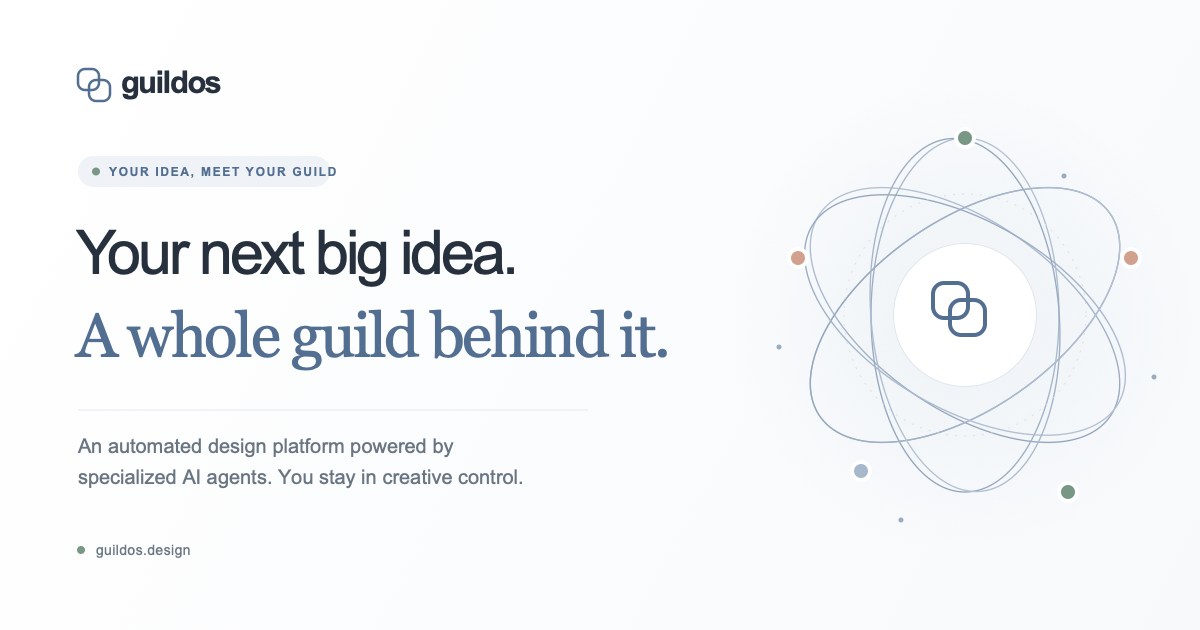 guildos
YOUR IDEA, MEET YOUR GUILD
Your next big idea.
A whole guild behind it.
An automated design platform powered by
specialized AI agents. You stay in creative control.
guildos.design